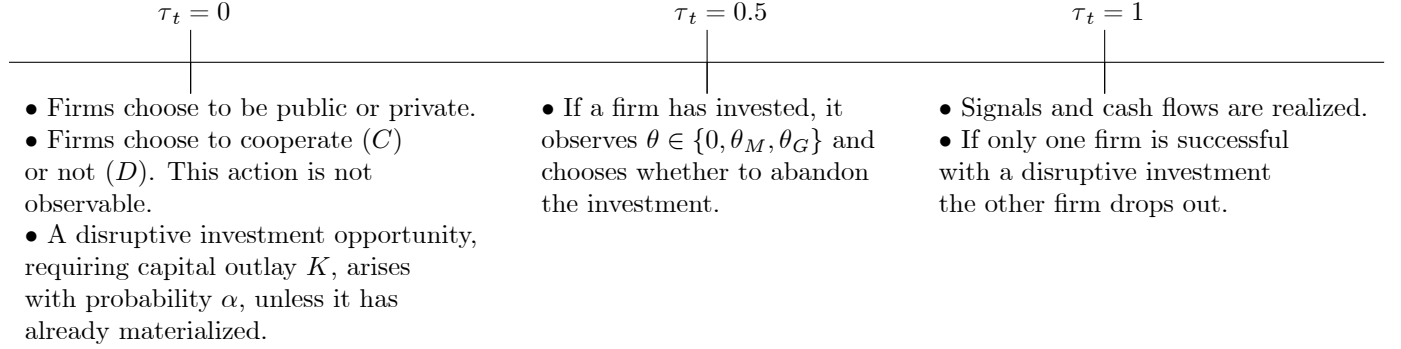 τ_t = 0
τ_t = 0.5
τ_t = 1
• Firms choose to be public or private.
• Firms choose to cooperate (C)
or not (D). This action is not
observable.
• A disruptive investment opportunity,
requiring capital outlay K, arises
with probability α, unless it has
already materialized.
• If a firm has invested, it
observes θ ∈ {0, θ_M, θ_G} and
chooses whether to abandon
the investment.
• Signals and cash flows are realized.
• If only one firm is successful
with a disruptive investment
the other firm drops out.